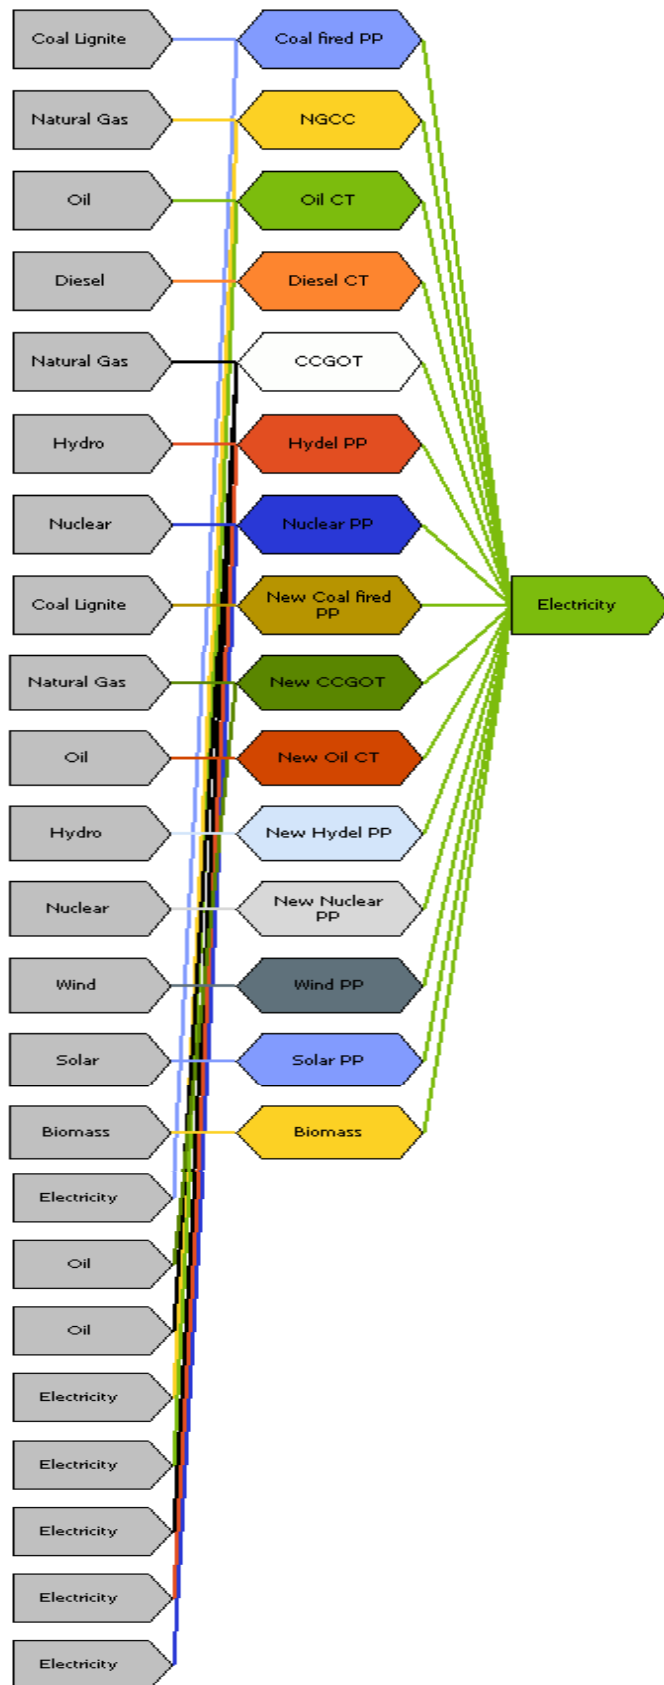 Coal Lignite
Coal fired PP
Natural Gas
NGCC
Oil
Oil CT
Diesel
Diesel CT
Natural Gas
CCGOT
Hydro
Hydel PP
Nuclear
Nuclear PP
Coal Lignite
New Coal fired
PP
Electricity
Natural Gas
New CCGOT
Oil
New Oil CT
Hydro
New Hydel PP
Nuclear
New Nuclear
PP
Wind
Wind PP
Solar
Solar PP
Biomass
Biomass
Electricity
Oil
Oil
Electricity
Electricity
Electricity
Electricity
Electricity